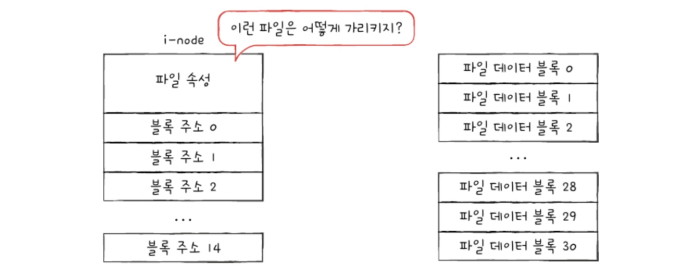 이런 파일은 어떻게 가리키지?
i-node
파일 속성
블록 주소 0
블록 주소 1
블록 주소 2
...
블록 주소 14
파일 데이터 블록 0
파일 데이터 블록 1
파일 데이터 블록 2
...
파일 데이터 블록 28
파일 데이터 블록 29
파일 데이터 블록 30